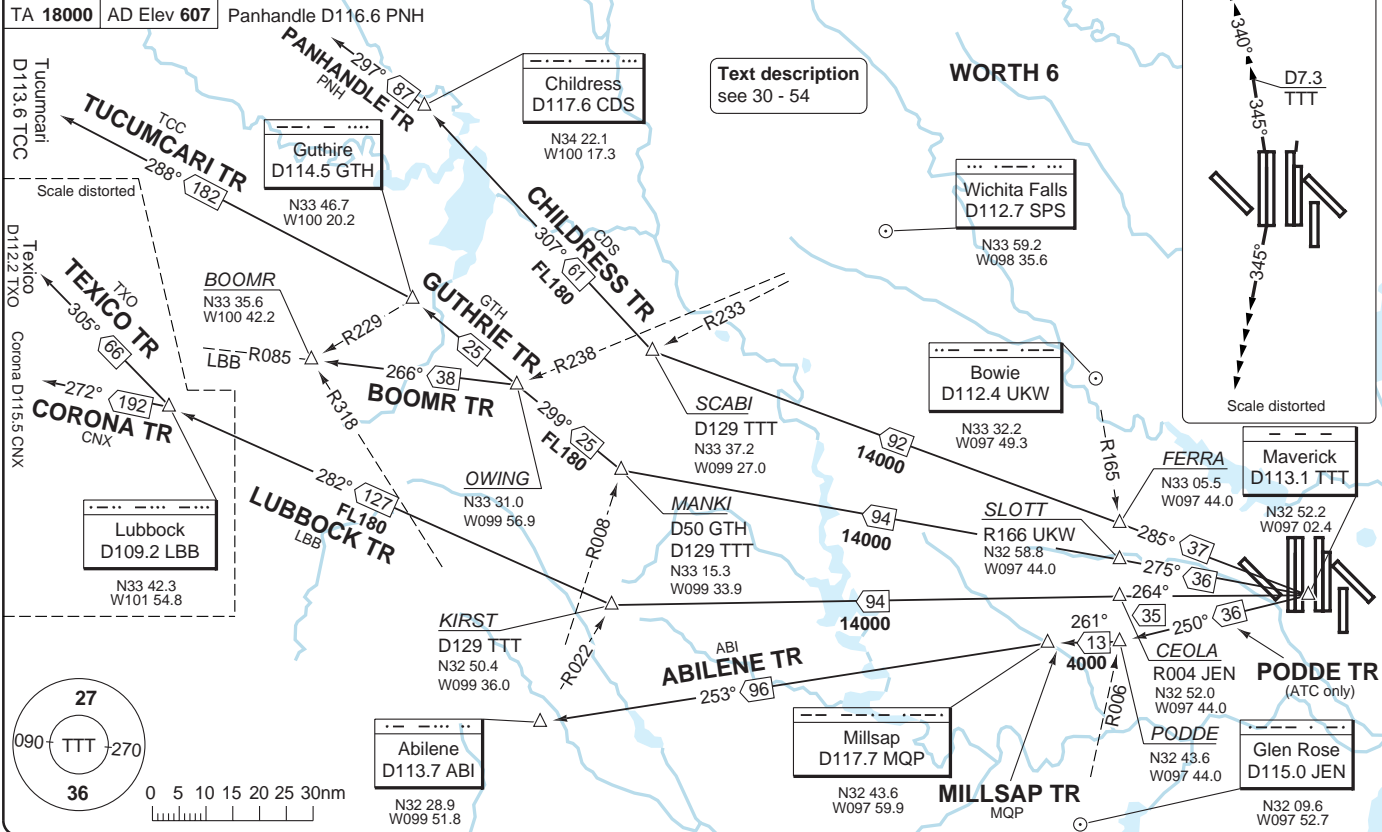 TA 18000
AD Elev 607
Panhandle D116.6 PNH
PANHANDLE TR
PNH
297°
87
Childress
D117.6 CDS
N34 22.1
W100 17.3
Text description
see 30 - 54
WORTH 6
340°
D7.3
TTT
345°
345°
Scale distorted
Tucumcari
D113.6 TCC
TUCUMCARI TR
TCC
288°
182
Guthire
D114.5 GTH
N33 46.7
W100 20.2
CHILDRESS TR
CDS
307°
61
FL180
Wichita Falls
D112.7 SPS
N33 59.2
W098 35.6
Scale distorted
Texico
D112.2 TXO
Corona D115.5 CNX
TEXICO TR
TXO
305°
66
272°
192
CORONA TR
CNX
BOOMR
N33 35.6
W100 42.2
R229
LBB
R085
R318
266°
38
BOOMR TR
GUTHRIE TR
GTH
25
R238
R233
299°
25
FL180
SCABI
D129 TTT
N33 37.2
W099 27.0
Bowie
D112.4 UKW
N33 32.2
W097 49.3
R165
92
14000
FERRA
N33 05.5
W097 44.0
Maverick
D113.1 TTT
N32 52.2
W097 02.4
OWING
N33 31.0
W099 56.9
MANKI
D50 GTH
D129 TTT
N33 15.3
W099 33.9
R008
94
14000
SLOTT
R166 UKW
N32 58.8
W097 44.0
285°
37
275°
36
264°
35
250°
36
282°
127
FL180
LUBBOCK TR
LBB
Lubbock
D109.2 LBB
N33 42.3
W101 54.8
KIRST
D129 TTT
N32 50.4
W099 36.0
R022
94
14000
261°
13
4000
CEOLA
R004 JEN
N32 52.0
W097 44.0
PODDE TR
(ATC only)
ABILENE TR
ABI
253°
96
R006
PODDE
N32 43.6
W097 44.0
Abilene
D113.7 ABI
N32 28.9
W099 51.8
Millsap
D117.7 MQP
N32 43.6
W097 59.9
MILLSAP TR
MQP
Glen Rose
D115.0 JEN
N32 09.6
W097 52.7
27
090
TTT
270
36
0 5 10 15 20 25 30nm